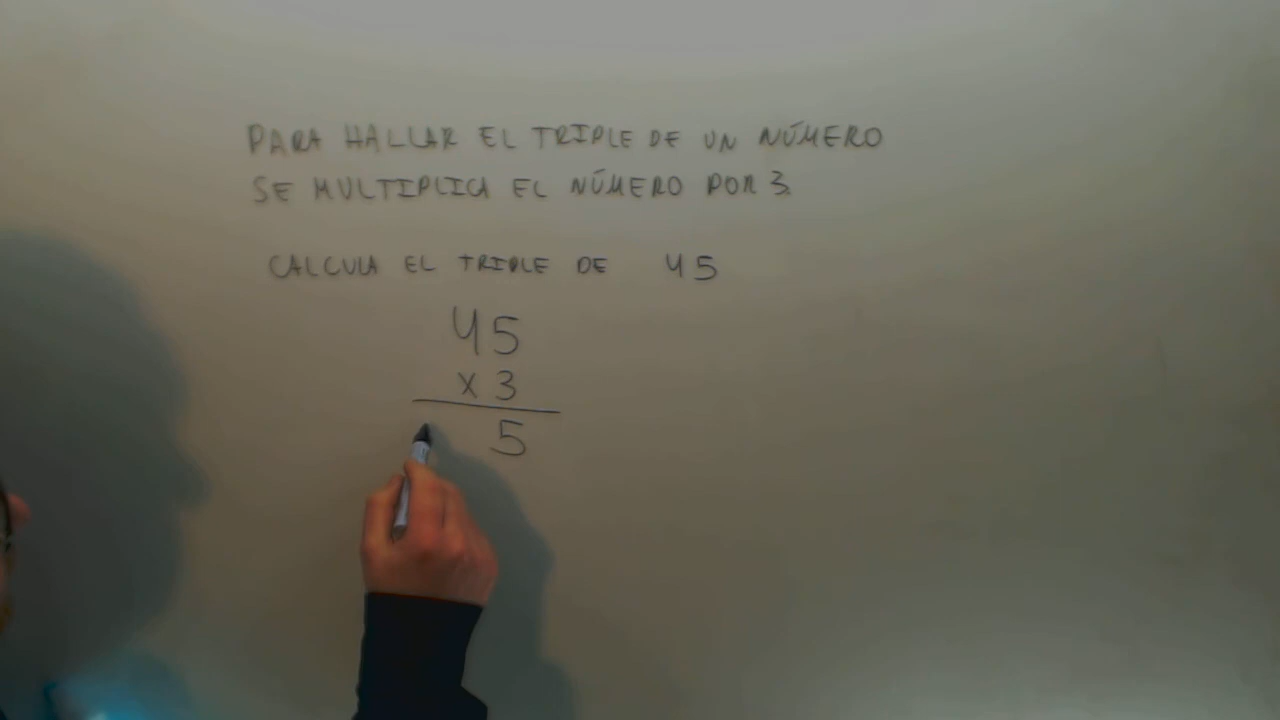 PARA HALLAR EL TRIPLE DE UN NÚMERO
SE MULTIPLICA EL NÚMERO POR 3
CALCULA EL TRIPLE DE 45
45
x 3
5